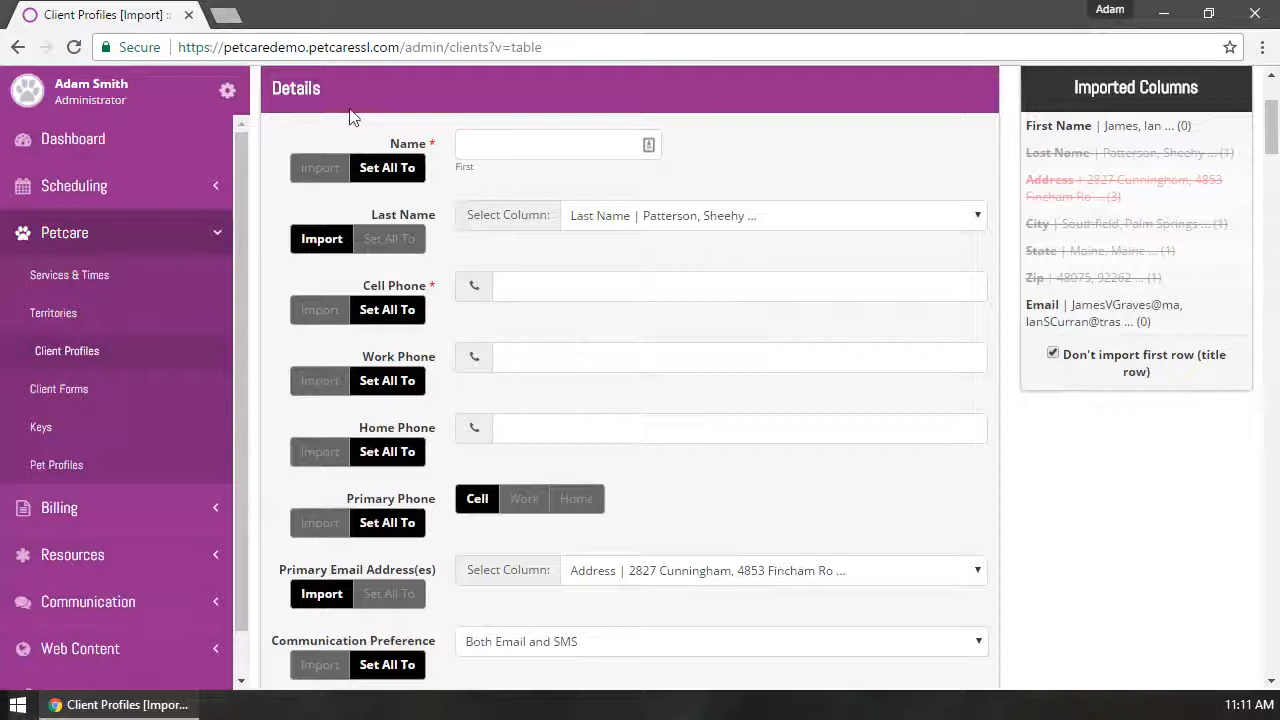 Client Profiles [Import] ::
Adam
Secure
https://petcaredemo.petcaressl.com/admin/clients?v=table
Adam Smith
Administrator
Dashboard
Scheduling
Petcare
Services & Times
Territories
Client Profiles
Client Forms
Keys
Pet Profiles
Billing
Resources
Communication
Web Content
Details
Name *
Import Set All To
First
Last Name
Import Set All To
Select Column: Last Name | Patterson, Sheehy ...
Cell Phone *
Import Set All To
Work Phone
Import Set All To
Home Phone
Import Set All To
Primary Phone
Import Set All To
Cell Work Home
Primary Email Address(es)
Import Set All To
Select Column: Address | 2827 Cunningham, 4853 Fincham Ro ...
Communication Preference
Import Set All To
Both Email and SMS
Imported Columns
First Name | James, Ian ... (0)
Last Name | Patterson, Sheehy ... (1)
Address | 2827 Cunningham, 4853
Fincham Ro ... (3)
City | Southfield, Palm Springs ... (1)
State | Maine, Maine ... (1)
Zip | 48075, 92262 ... (1)
Email | JamesVGraves@ma,
IanSCurran@tras ... (0)
Don't import first row (title
row)
Client Profiles [Impor...
11:11 AM